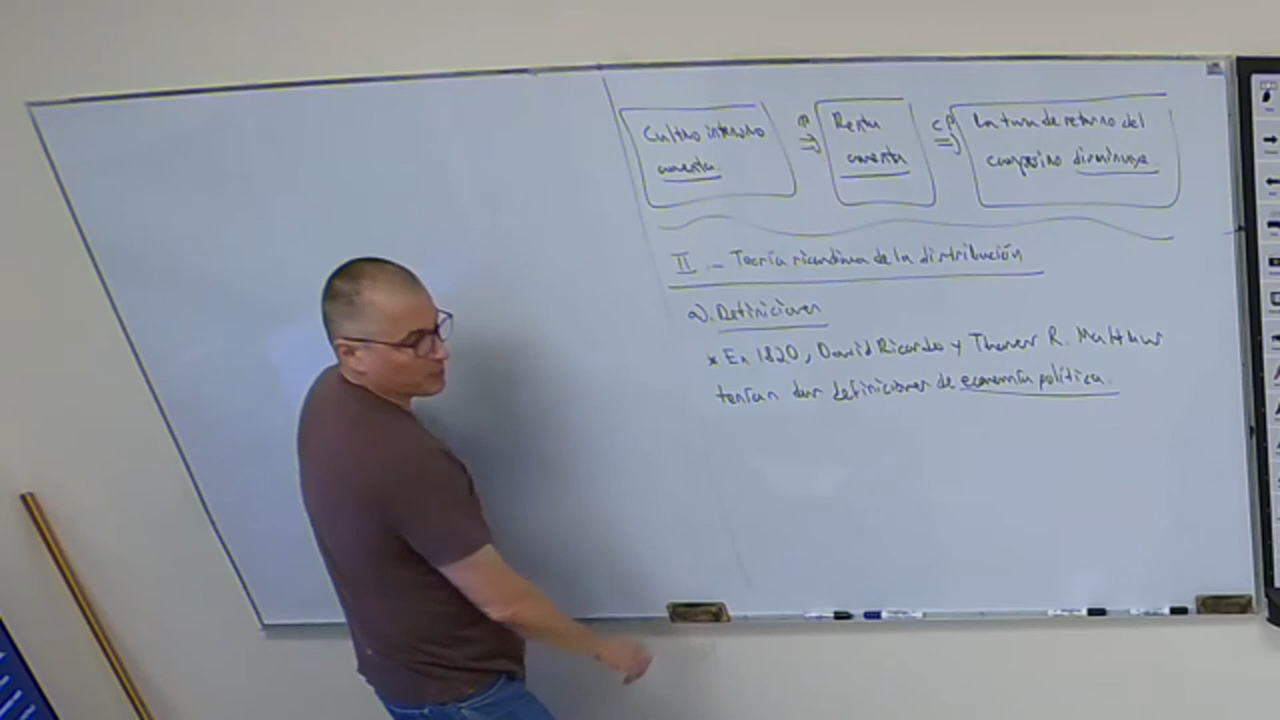 Cultivo intensivo
aumenta.
⇒
Renta
aumenta
⇒
La tasa de retorno del
campesino disminuye.
II.- Teoría ricardiana de la distribución
a). Definiciones
* En 1820, David Ricardo y Thomas R. Malthus
tenían dos definiciones de economía política.